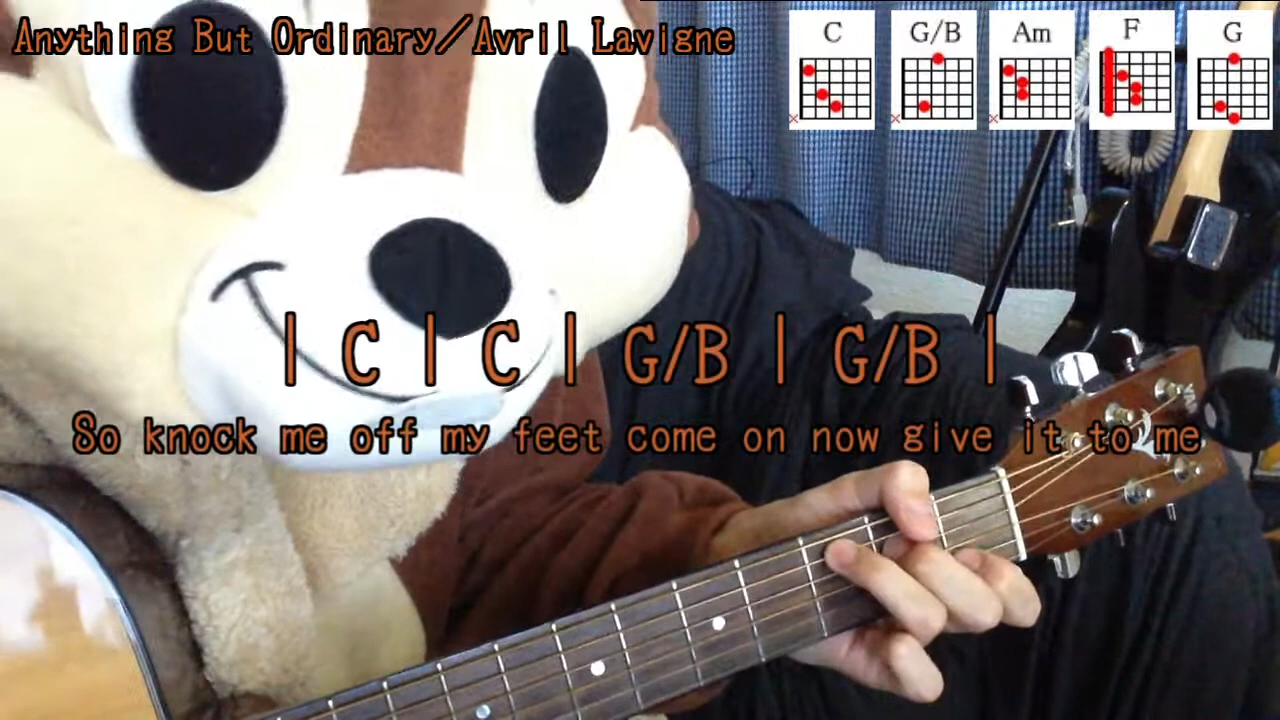 Anything But Ordinary/Avril Lavigne
C G/B Am F G
× × ×
| C | C | G/B | G/B |
So knock me off my feet come on now give it to me